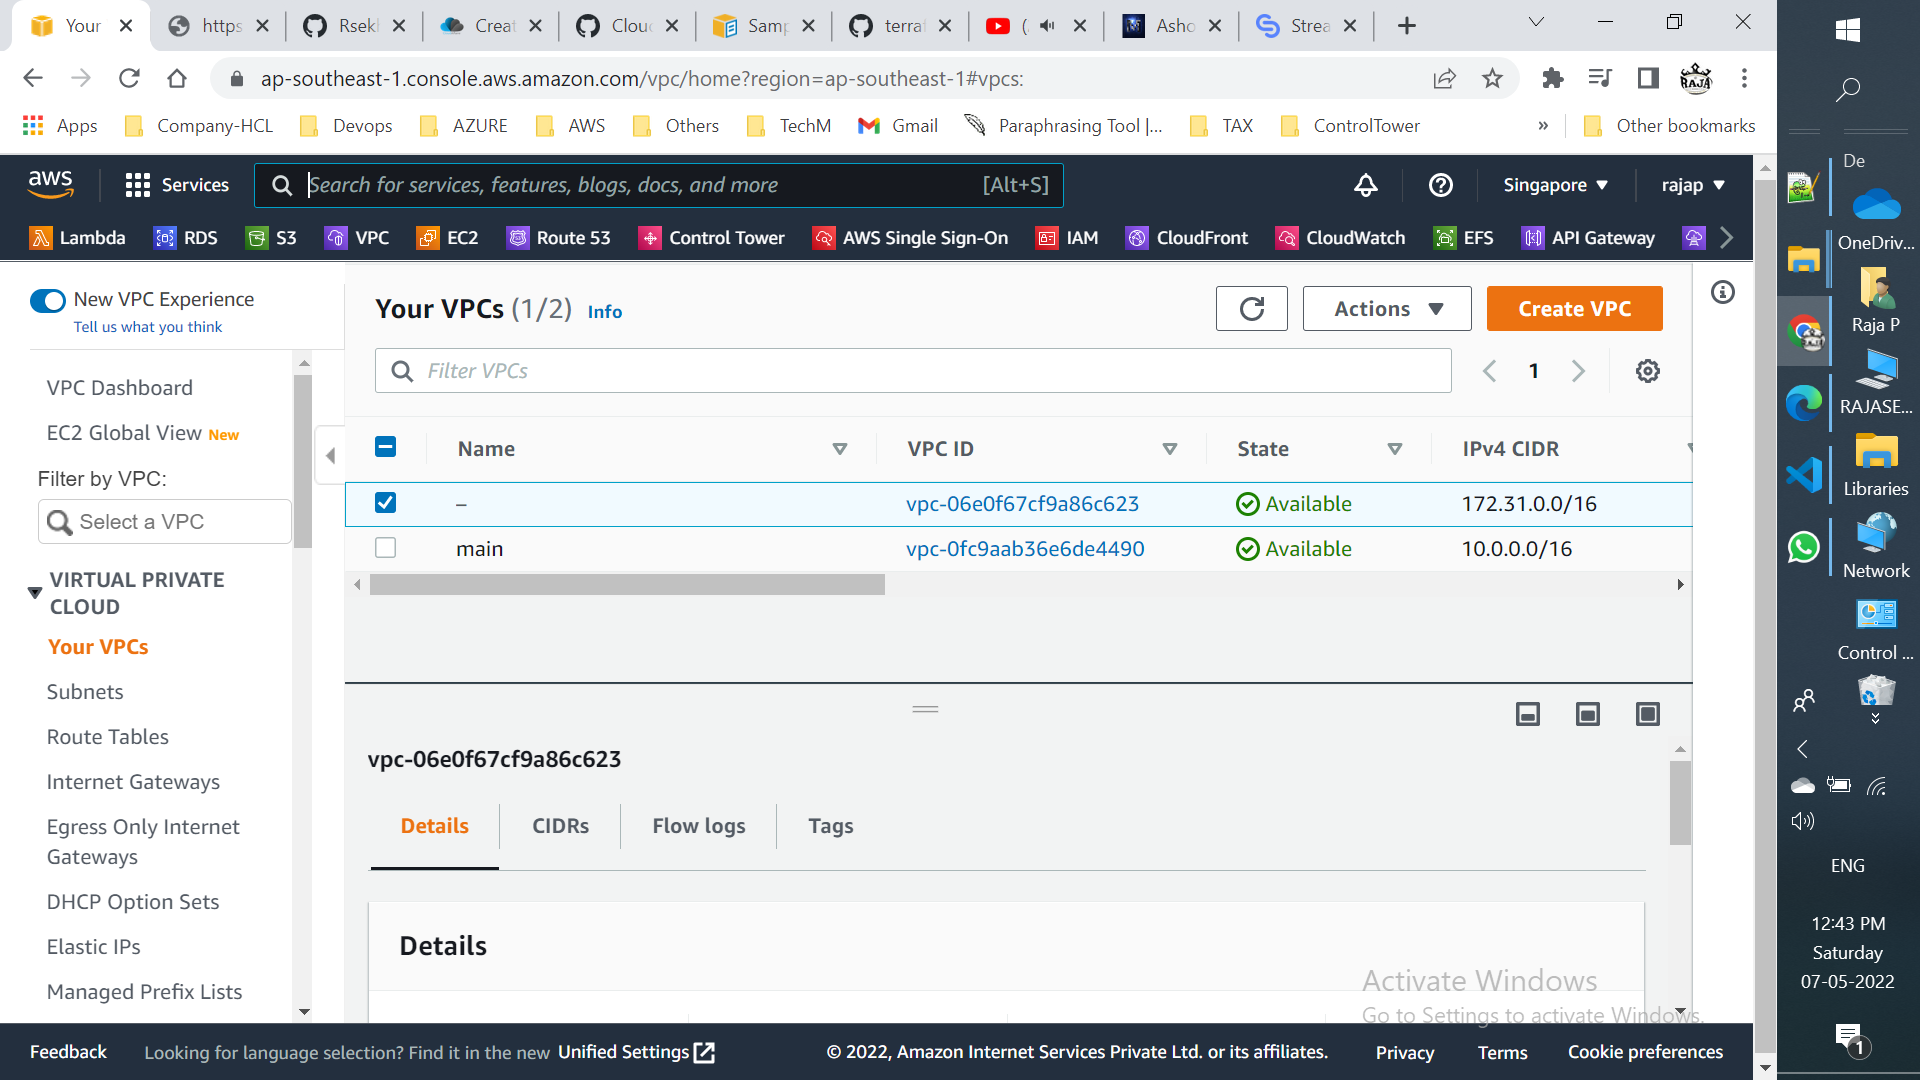 Your
https
Rsekh
Creat
Clou
Samp
terra
(
Asho
Strea
ap-southeast-1.console.aws.amazon.com/vpc/home?region=ap-southeast-1#vpcs:
Apps
Company-HCL
Devops
AZURE
AWS
Others
TechM
Gmail
Paraphrasing Tool |...
TAX
ControlTower
»
Other bookmarks
aws
Services
Search for services, features, blogs, docs, and more
[Alt+S]
Singapore
rajap
Lambda
RDS
S3
VPC
EC2
Route 53
Control Tower
AWS Single Sign-On
IAM
CloudFront
CloudWatch
EFS
API Gateway
New VPC Experience
Tell us what you think
VPC Dashboard
EC2 Global View New
Filter by VPC:
Select a VPC
VIRTUAL PRIVATE
CLOUD
Your VPCs
Subnets
Route Tables
Internet Gateways
Egress Only Internet
Gateways
DHCP Option Sets
Elastic IPs
Managed Prefix Lists
Your VPCs (1/2) Info
Actions
Create VPC
Filter VPCs
1
Name
VPC ID
State
IPv4 CIDR
–
vpc-06e0f67cf9a86c623
Available
172.31.0.0/16
main
vpc-0fc9aab36e6de4490
Available
10.0.0.0/16
vpc-06e0f67cf9a86c623
Details
CIDRs
Flow logs
Tags
Details
Activate Windows
Go to Settings to activate Windows.
Feedback
Looking for language selection? Find it in the new Unified Settings
© 2022, Amazon Internet Services Private Ltd. or its affiliates.
Privacy
Terms
Cookie preferences
De
OneDriv...
Raja P
RAJASE...
Libraries
Network
Control ...
ENG
12:43 PM
Saturday
07-05-2022
1
RAJA